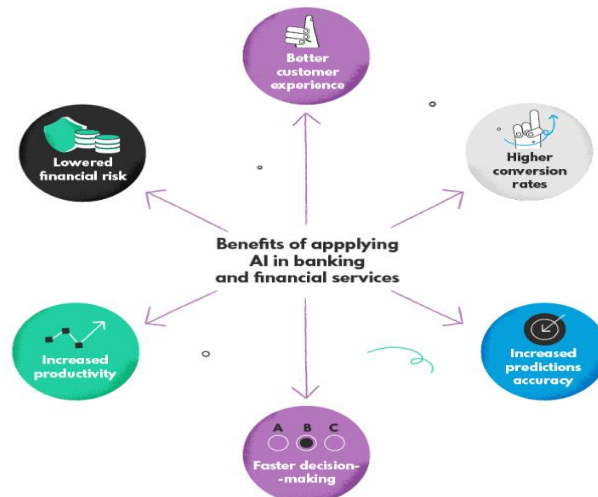 Better
customer
experience
Lowered
financial risk
Higher
conversion
rates
Benefits of appplying
AI in banking
and financial services
Increased
productivity
Increased
predictions
accuracy
A B C
Faster decision-
-making